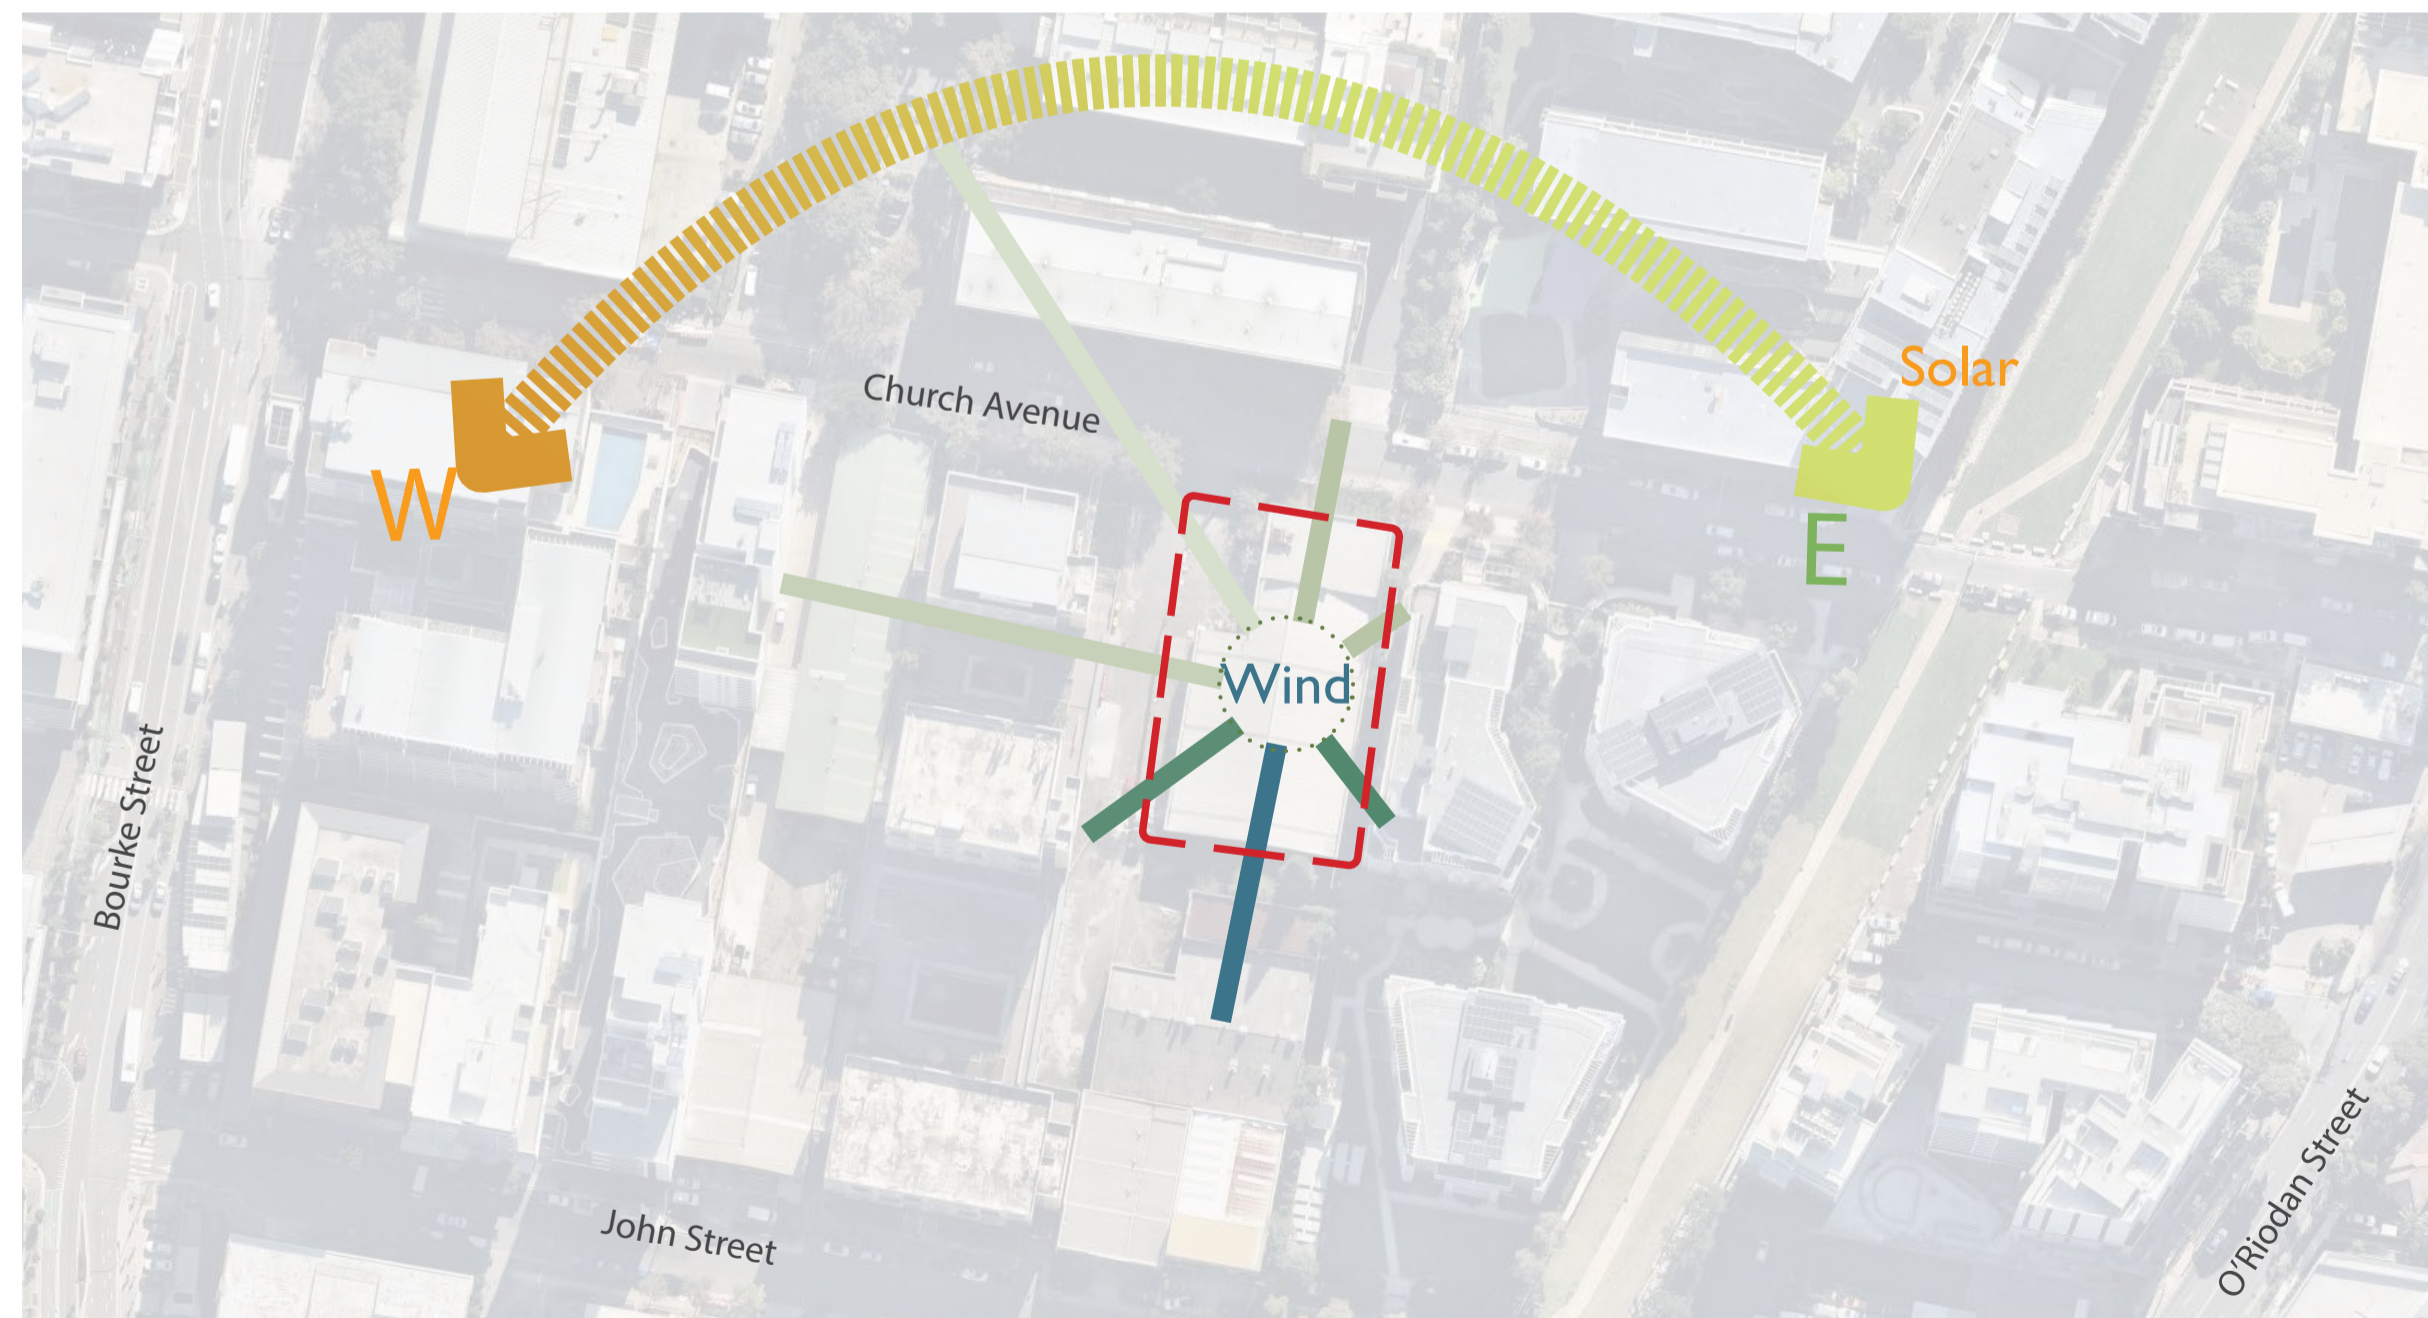 Solar
Church Avenue
W
E
Wind
Bourke Street
John Street
O'Riodan Street